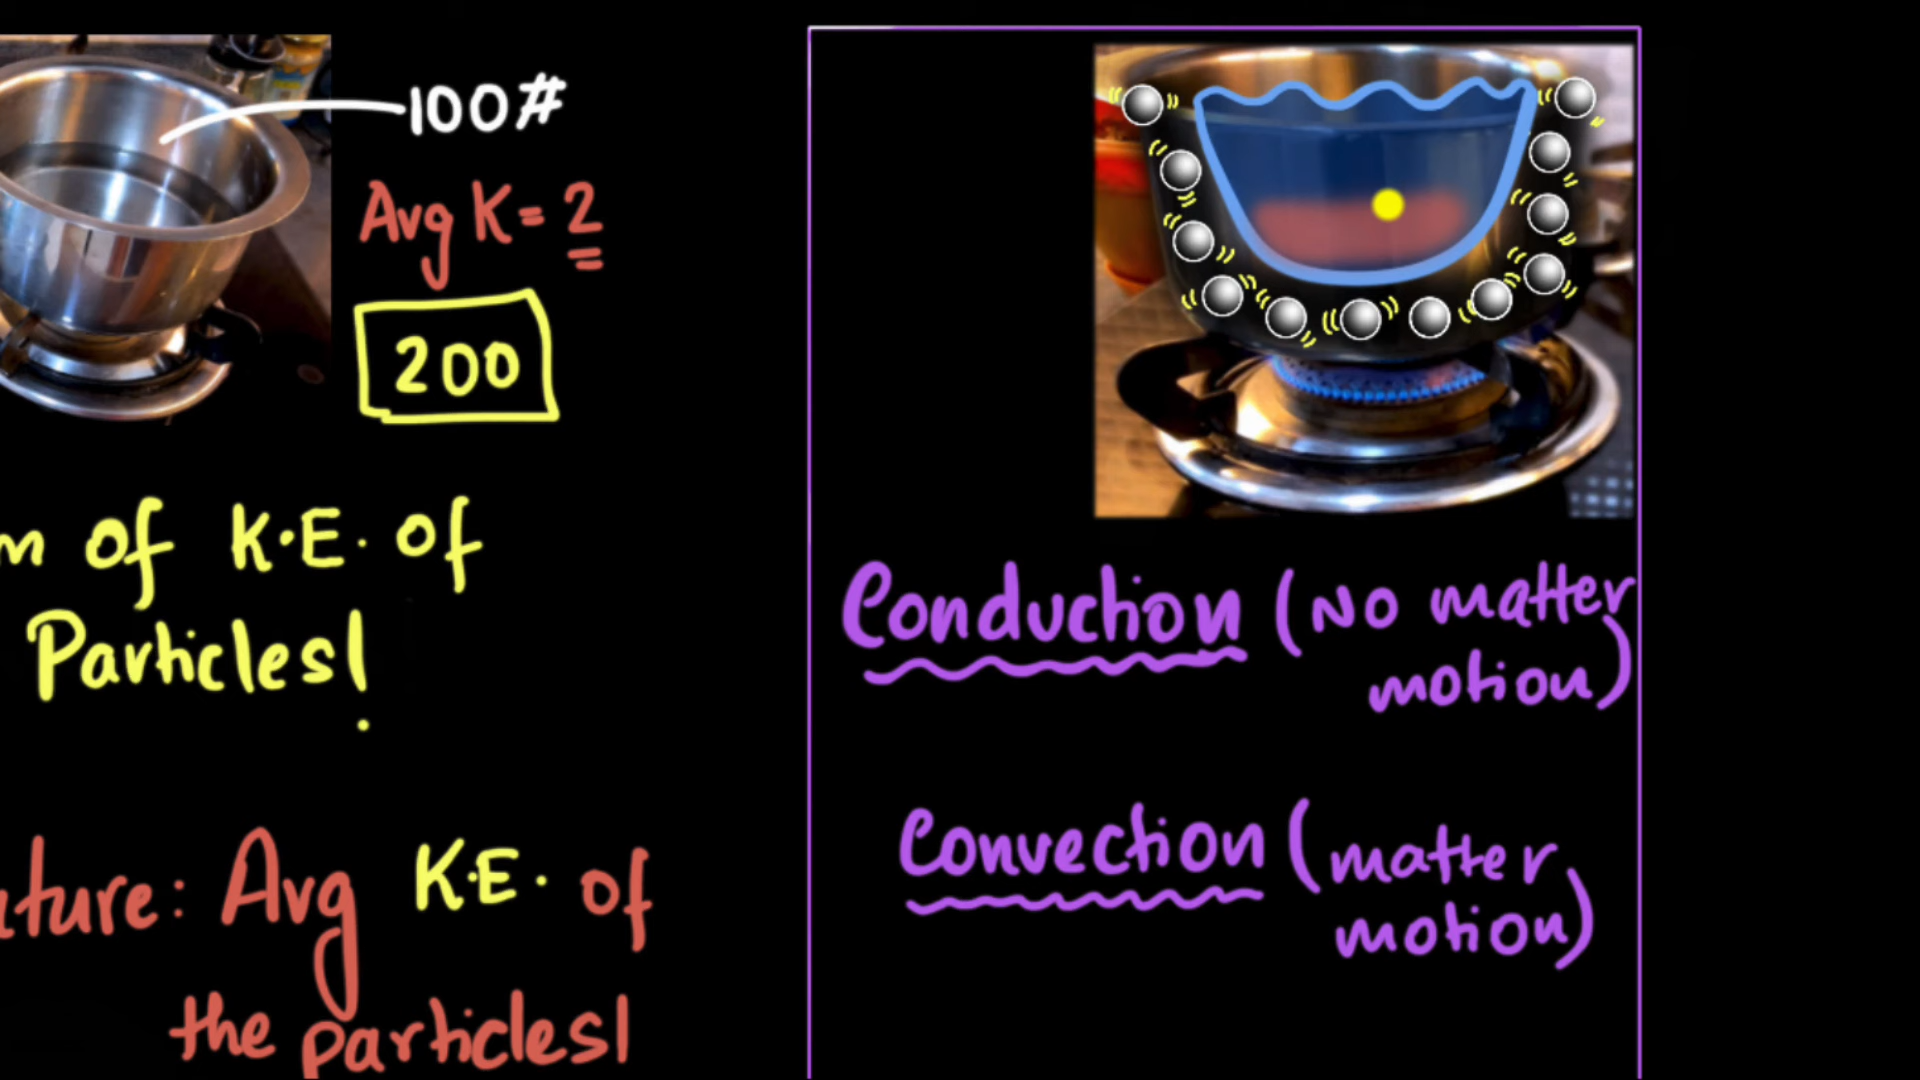 100#
Avg K = 2
200
of K.E. of
Particles!
Avg K.E. of
the particles!
Conduction (No matter
motion)
Convection (matter
motion)